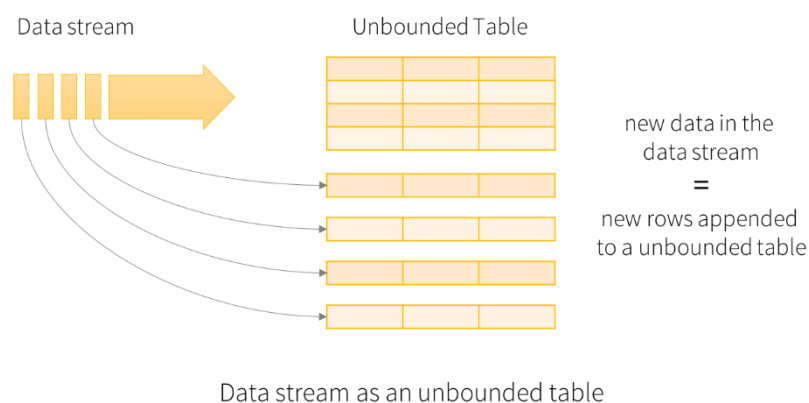 Data stream
Unbounded Table
new data in the
data stream
=
new rows appended
to a unbounded table
Data stream as an unbounded table